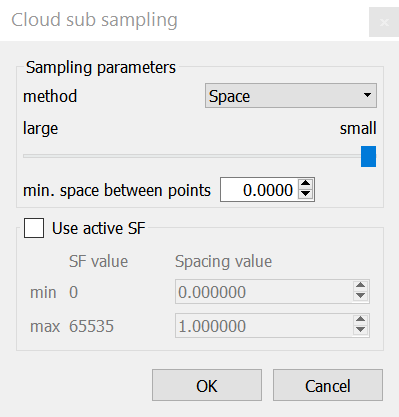 Cloud sub sampling
Sampling parameters
method Space
large small
min. space between points 0.0000
Use active SF
SF value Spacing value
min 0 0.000000
max 65535 1.000000
OK Cancel